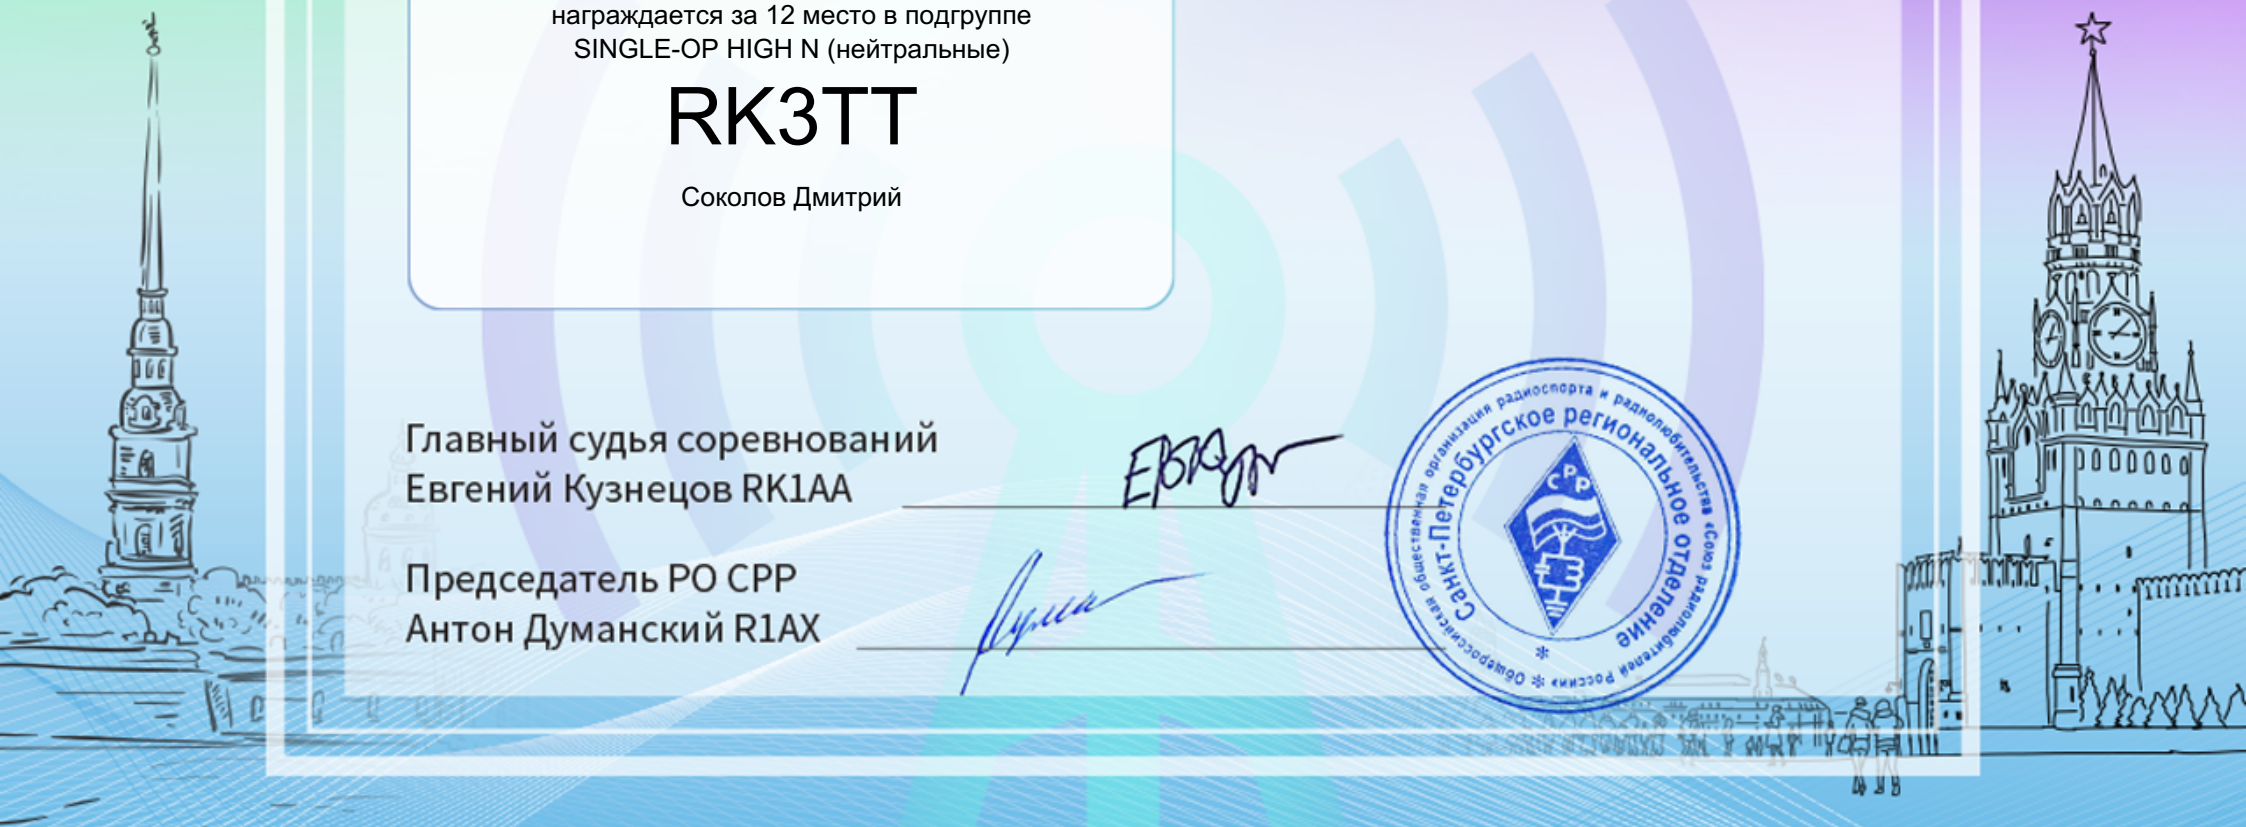 награждается за 12 место в подгруппе
SINGLE-OP HIGH N (нейтральные)
RK3TT
Соколов Дмитрий
Главный судья соревнований
Евгений Кузнецов RK1AA
Председатель РО СРР
Антон Думанский R1AX
Общероссийская общественная организация радиоспорта и радиолюбительства «Союз радиолюбителей России»
Санкт-Петербургское региональное отделение
СРР